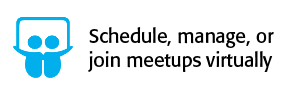 Schedule, manage, or
join meetups virtually